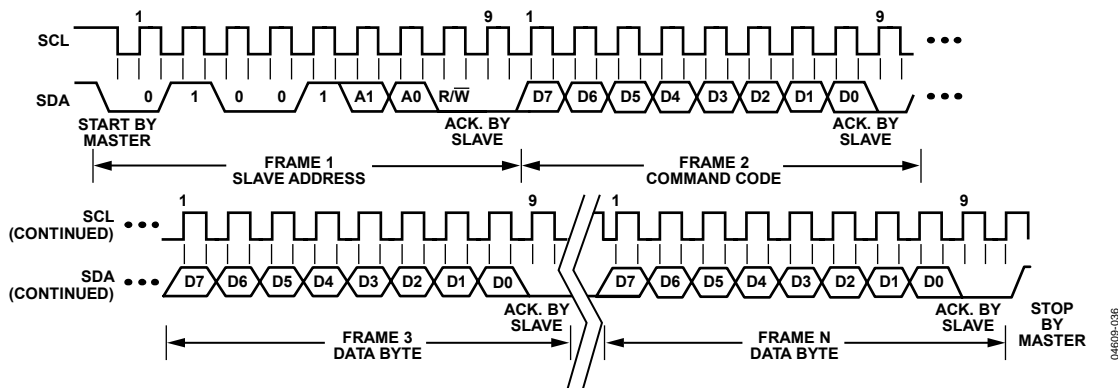 1 9 1 9
SCL
SDA
0 1 0 0 1 A1 A0 R/W̅ D7 D6 D5 D4 D3 D2 D1 D0
START BY
MASTER
ACK. BY
SLAVE
ACK. BY
SLAVE
FRAME 1
SLAVE ADDRESS
FRAME 2
COMMAND CODE
1 9 1 9
SCL
(CONTINUED)
SDA
(CONTINUED)
D7 D6 D5 D4 D3 D2 D1 D0 D7 D6 D5 D4 D3 D2 D1 D0
ACK. BY
SLAVE
ACK. BY
SLAVE
STOP
BY
MASTER
FRAME 3
DATA BYTE
FRAME N
DATA BYTE
04609-036